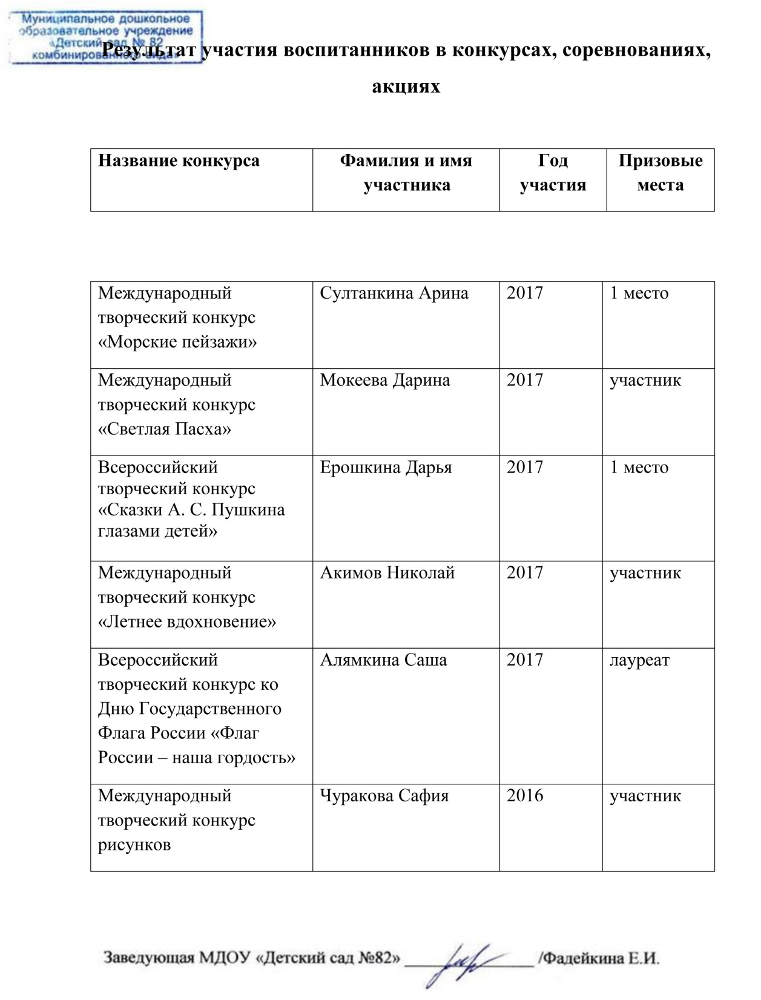 Муниципальное дошкольное
образовательное учреждение
«Детский сад № 82
комбинированного вида»
Результат участия воспитанников в конкурсах, соревнованиях,
акциях
Название конкурса
Фамилия и имя
участника
Год
участия
Призовые
места
Международный
творческий конкурс
«Морские пейзажи»
Султанкина Арина
2017
1 место
Международный
творческий конкурс
«Светлая Пасха»
Мокеева Дарина
2017
участник
Всероссийский
творческий конкурс
«Сказки А. С. Пушкина
глазами детей»
Ерошкина Дарья
2017
1 место
Международный
творческий конкурс
«Летнее вдохновение»
Акимов Николай
2017
участник
Всероссийский
творческий конкурс ко
Дню Государственного
Флага России «Флаг
России – наша гордость»
Алямкина Саша
2017
лауреат
Международный
творческий конкурс
рисунков
Чуракова Сафия
2016
участник
Заведующая МДОУ «Детский сад №82» ______________ /Фадейкина Е.И.